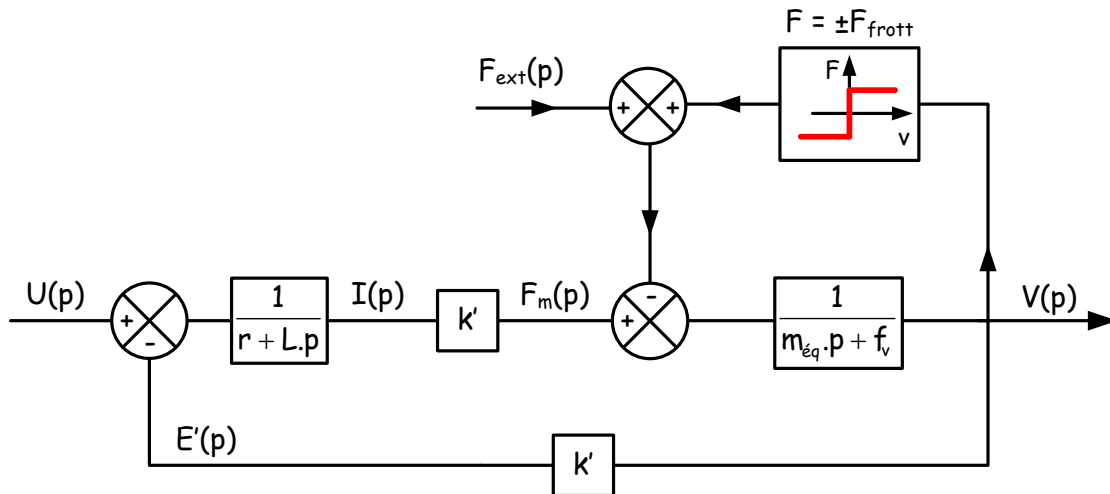 F = ±F_frott
F_ext(p)
F
+
+
v
-
U(p)
+
-
1
r + L.p
I(p)
k'
F_m(p)
+
1
m_éq.p + f_v
V(p)
E'(p)
k'